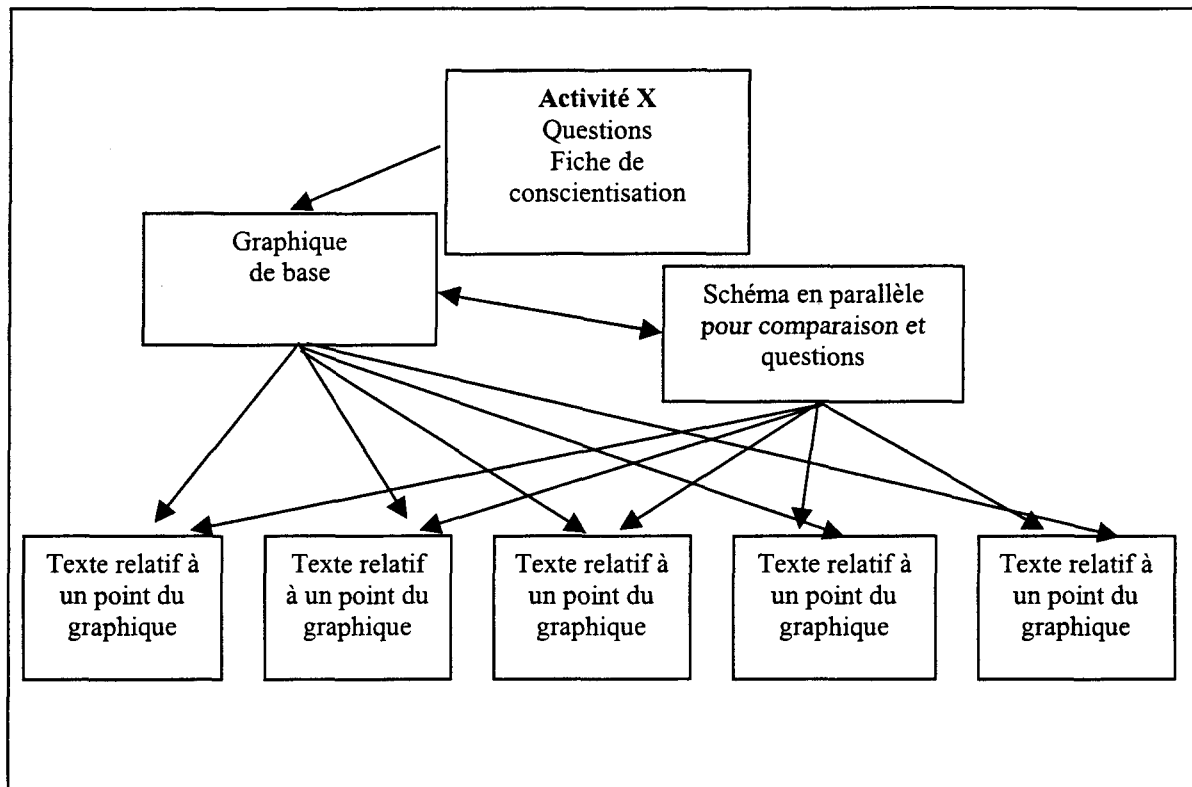 Activité X
Questions
Fiche de
conscientisation
Graphique
de base
Schéma en parallèle
pour comparaison et
questions
Texte relatif à
un point du
graphique
Texte relatif
à un point du
graphique
Texte relatif à
un point du
graphique
Texte relatif à
un point du
graphique
Texte relatif à
un point du
graphique